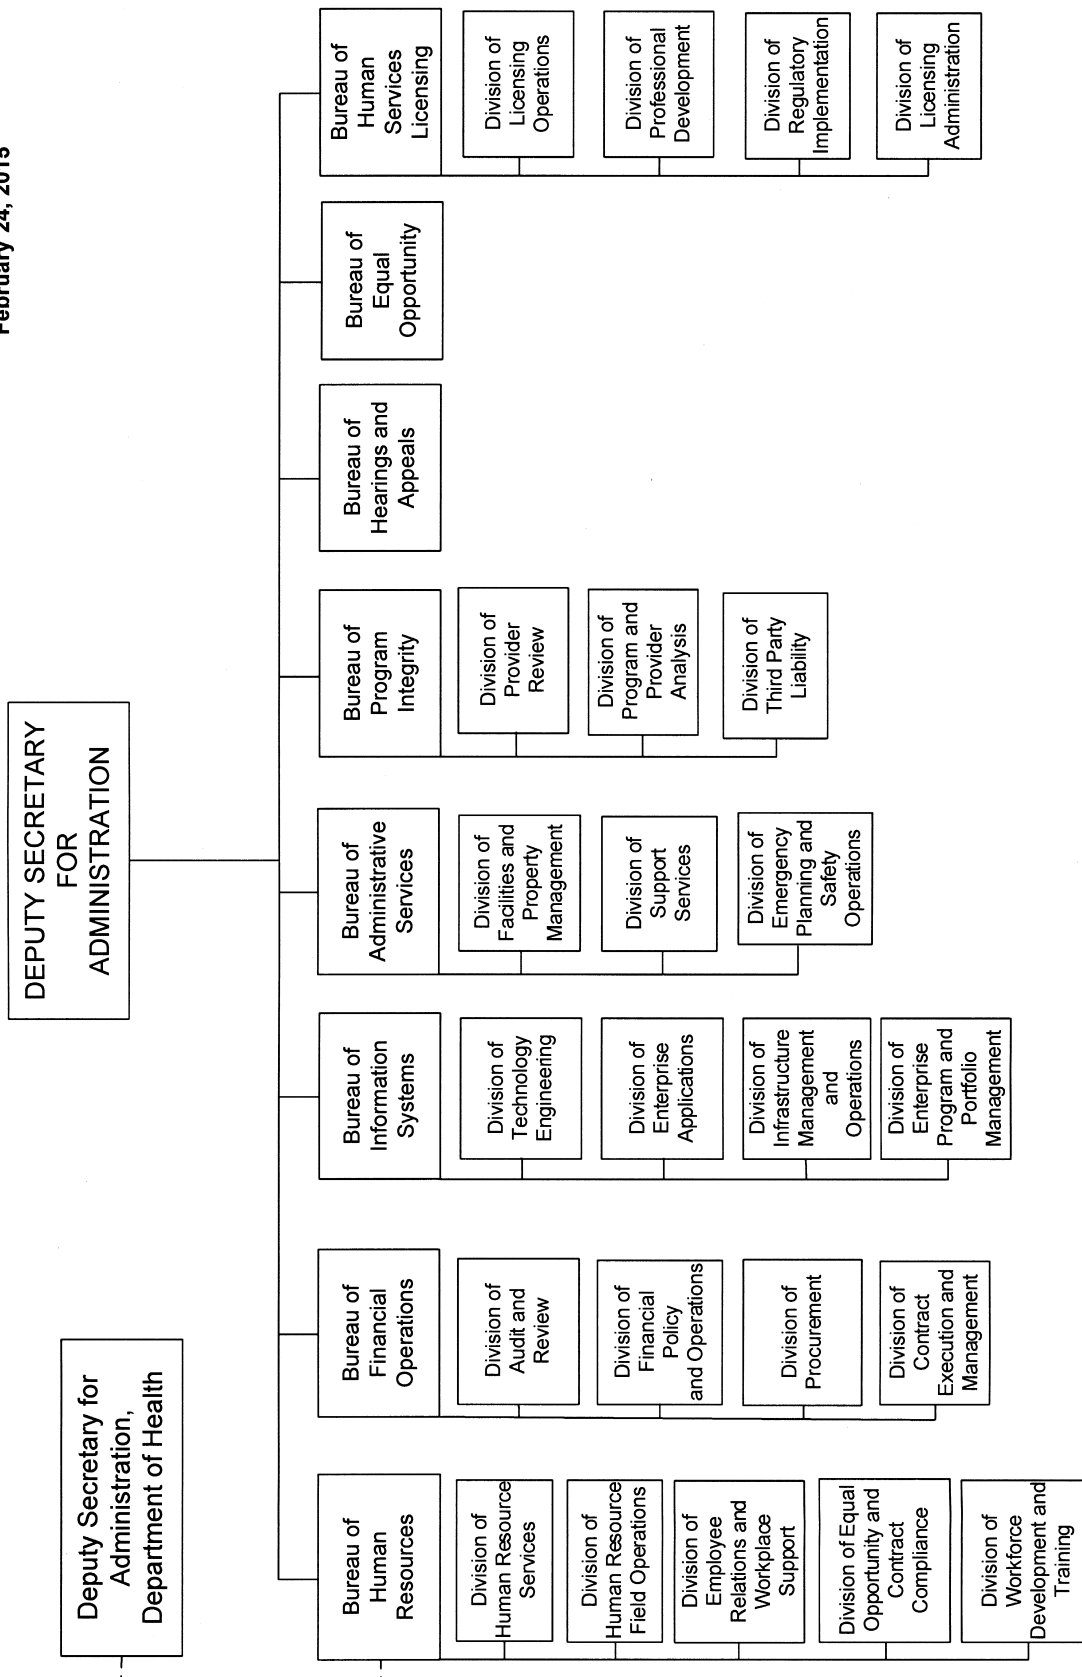 February 24, 2015
DEPUTY SECRETARY
FOR
ADMINISTRATION
Deputy Secretary for
Administration,
Department of Health
Bureau of
Human
Resources
Division of
Human Resource
Services
Division of
Human Resource
Field Operations
Division of
Employee
Relations and
Workplace
Support
Division of Equal
Opportunity and
Contract
Compliance
Division of
Workforce
Development and
Training
Bureau of
Financial
Operations
Division of
Audit and
Review
Division of
Financial
Policy
and Operations
Division of
Procurement
Division of
Contract
Execution and
Management
Bureau of
Information
Systems
Division of
Technology
Engineering
Division of
Enterprise
Applications
Division of
Infrastructure
Management
and
Operations
Division of
Enterprise
Program and
Portfolio
Management
Bureau of
Administrative
Services
Division of
Facilities and
Property
Management
Division of
Support
Services
Division of
Emergency
Planning and
Safety
Operations
Bureau of
Program
Integrity
Division of
Provider
Review
Division of
Program and
Provider
Analysis
Division of
Third Party
Liability
Bureau of
Hearings and
Appeals
Bureau of
Equal
Opportunity
Bureau of
Human
Services
Licensing
Division of
Licensing
Operations
Division of
Professional
Development
Division of
Regulatory
Implementation
Division of
Licensing
Administration